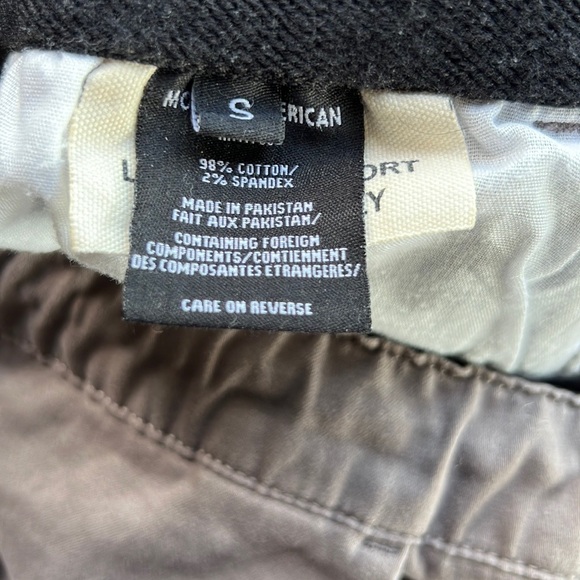 S
ERICAN
98% COTTON/
2% SPANDEX
MADE IN PAKISTAN
FAIT AUX PAKISTAN/
CONTAINING FOREIGN
COMPONENTS/CONTIENNENT
DES COMPOSANTES ETRANGERES/
CARE ON REVERSE